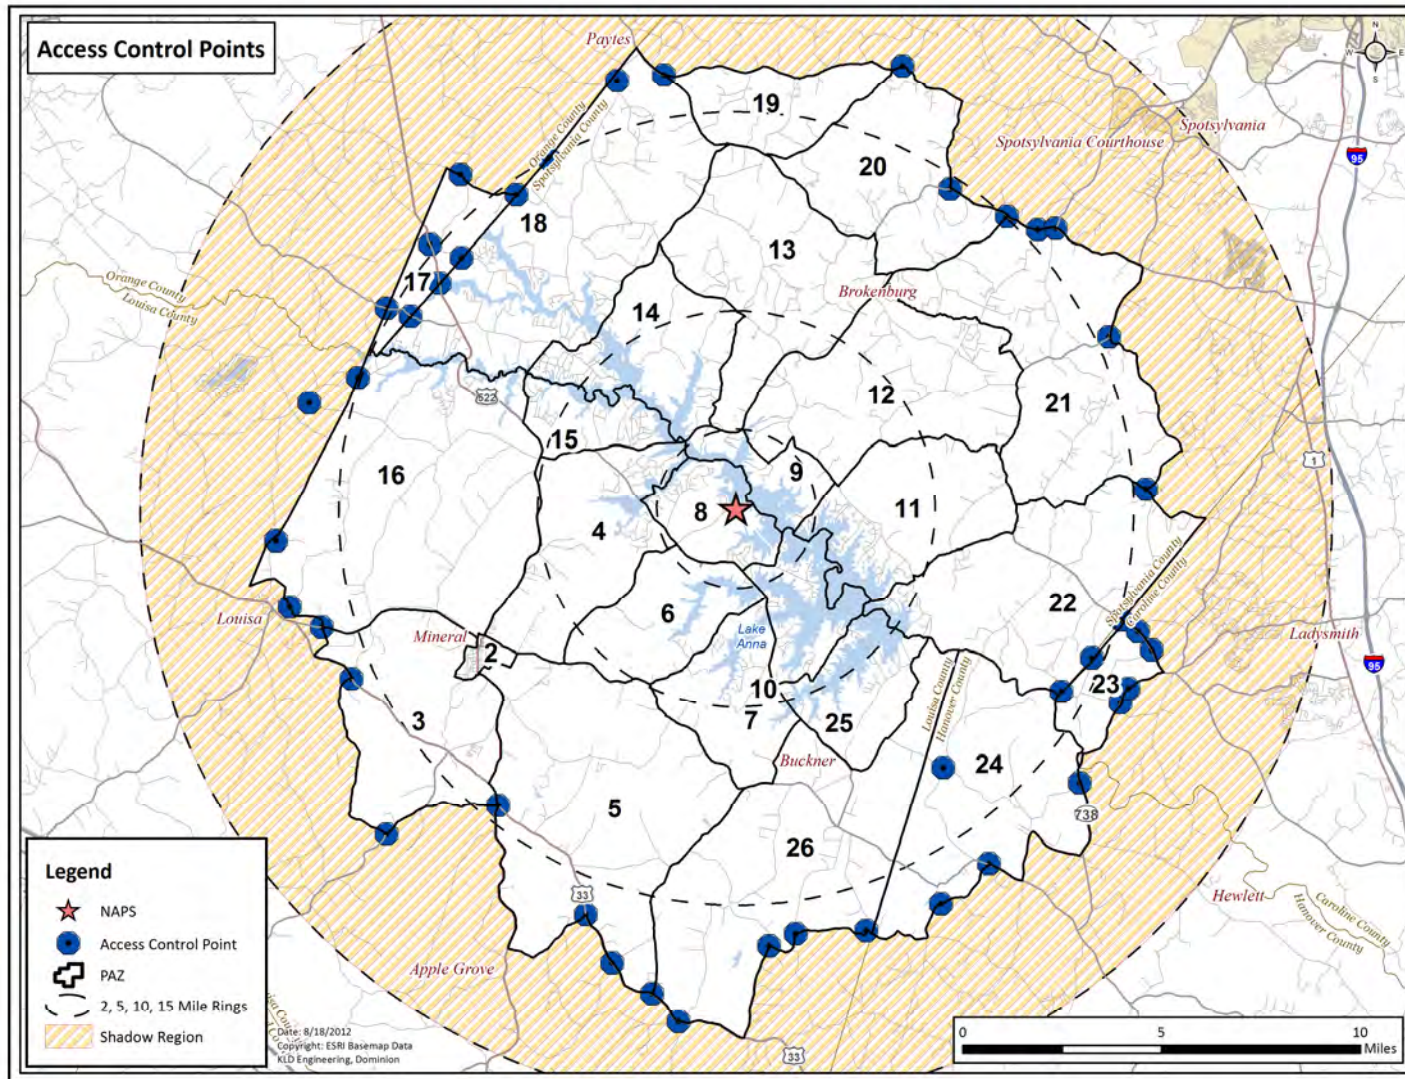 Access Control Points
N
W
E
S
Paytes
Orange County
Spotsylvania County
Spotsylvania Courthouse
Spotsylvania
95
19
20
18
13
17
Orange County
Louisa County
Brokenburg
14
522
12
21
1
15
16
9
8
11
4
Spotsylvania County
Caroline County
22
6
Lake
Anna
Louisa
Mineral
2
Ladysmith
95
23
10
7
25
Louisa County
Hanover County
3
Buckner
24
5
738
26
33
Hewlett
Caroline County
Hanover County
Apple Grove
33
Legend
NAPS
Access Control Point
PAZ
2, 5, 10, 15 Mile Rings
Shadow Region
Date: 8/18/2012
Copyright: ESRI Basemap Data
KLD Engineering, Dominion
0
5
10
Miles